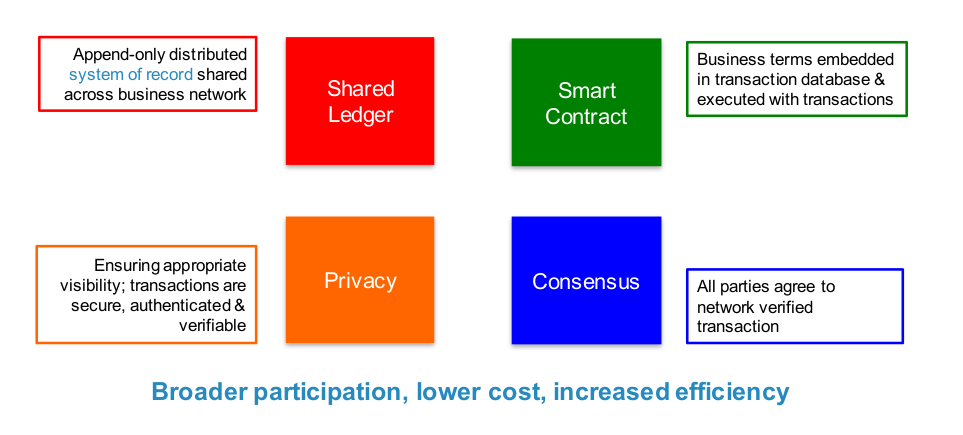 Append-only distributed
system of record shared
across business network
Shared
Ledger
Smart
Contract
Business terms embedded
in transaction database &
executed with transactions
Ensuring appropriate
visibility; transactions are
secure, authenticated &
verifiable
Privacy
Consensus
All parties agree to
network verified
transaction
Broader participation, lower cost, increased efficiency